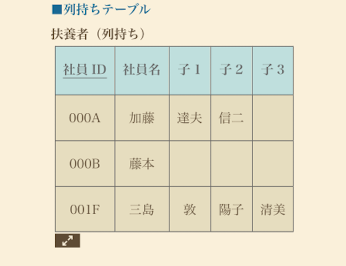 ■列持ちテーブル
扶養者（列持ち）
社員 ID 社員名 子 1 子 2 子 3
000A 加藤 達夫 信二
000B 藤本
001F 三島 敦 陽子 清美